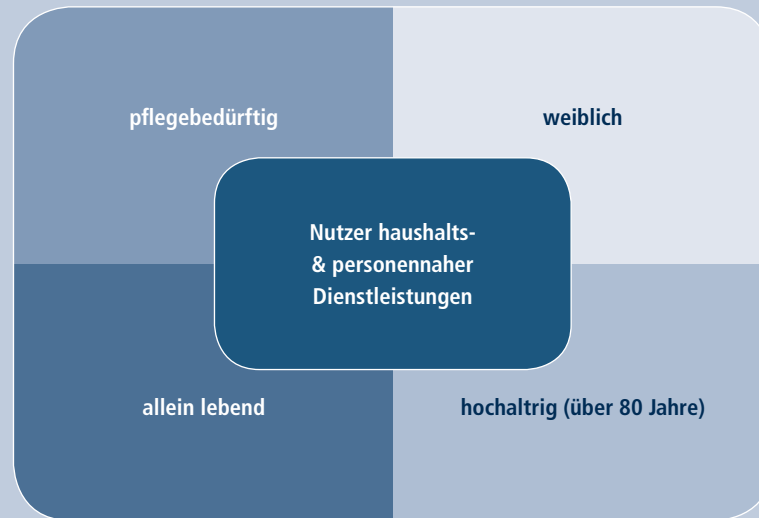 pflegebedürftig
weiblich
Nutzer haushalts-
& personennaher
Dienstleistungen
allein lebend
hochaltrig (über 80 Jahre)